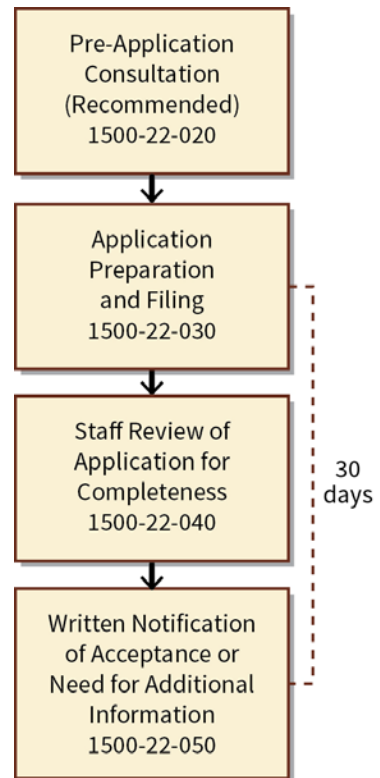 Pre-Application
Consultation
(Recommended)
1500-22-020
Application
Preparation
and Filing
1500-22-030
Staff Review of
Application for
Completeness
1500-22-040
30
days
Written Notification
of Acceptance or
Need for Additional
Information
1500-22-050